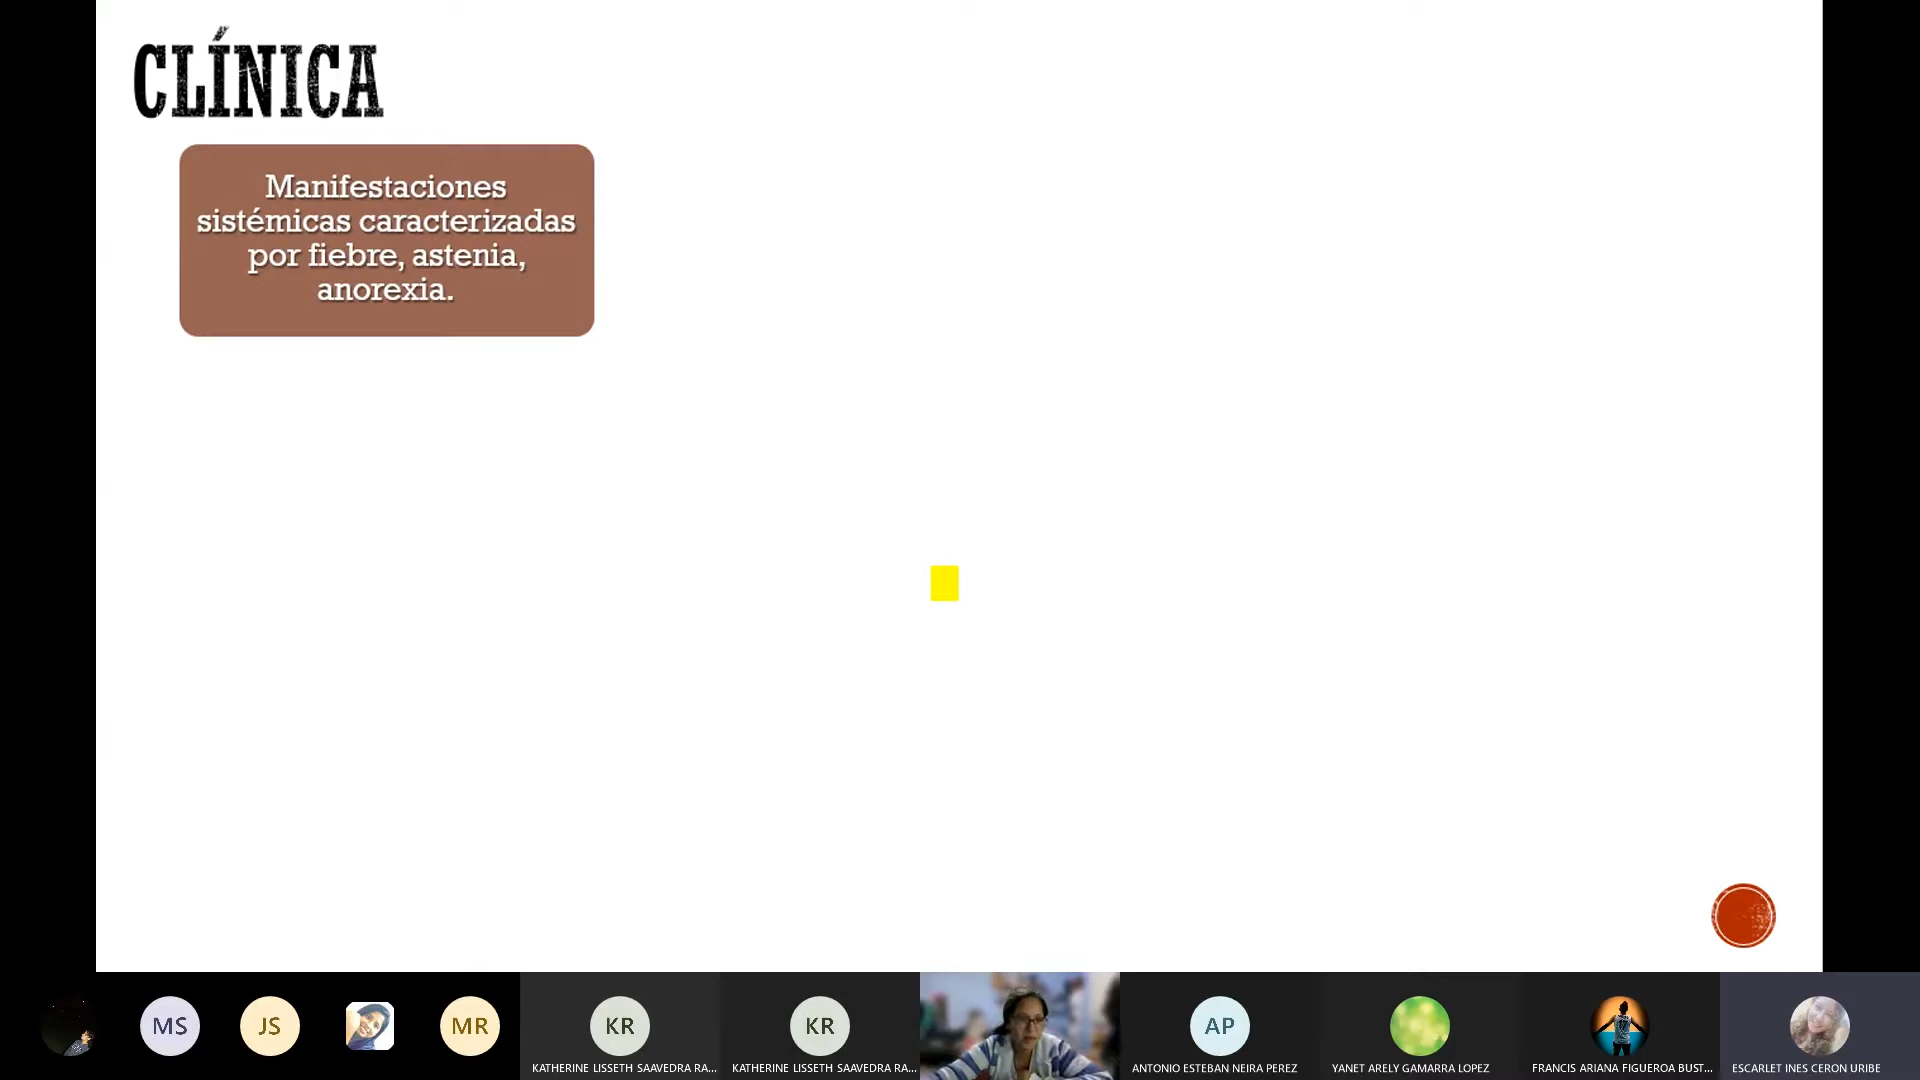 CLÍNICA
Manifestaciones
sistémicas caracterizadas
por fiebre, astenia,
anorexia.
MS
JS
MR
KR
KR
AP
KATHERINE LISSETH SAAVEDRA RA...
KATHERINE LISSETH SAAVEDRA RA...
ANTONIO ESTEBAN NEIRA PEREZ
YANET ARELY GAMARRA LOPEZ
FRANCIS ARIANA FIGUEROA BUST...
ESCARLET INES CERON URIBE